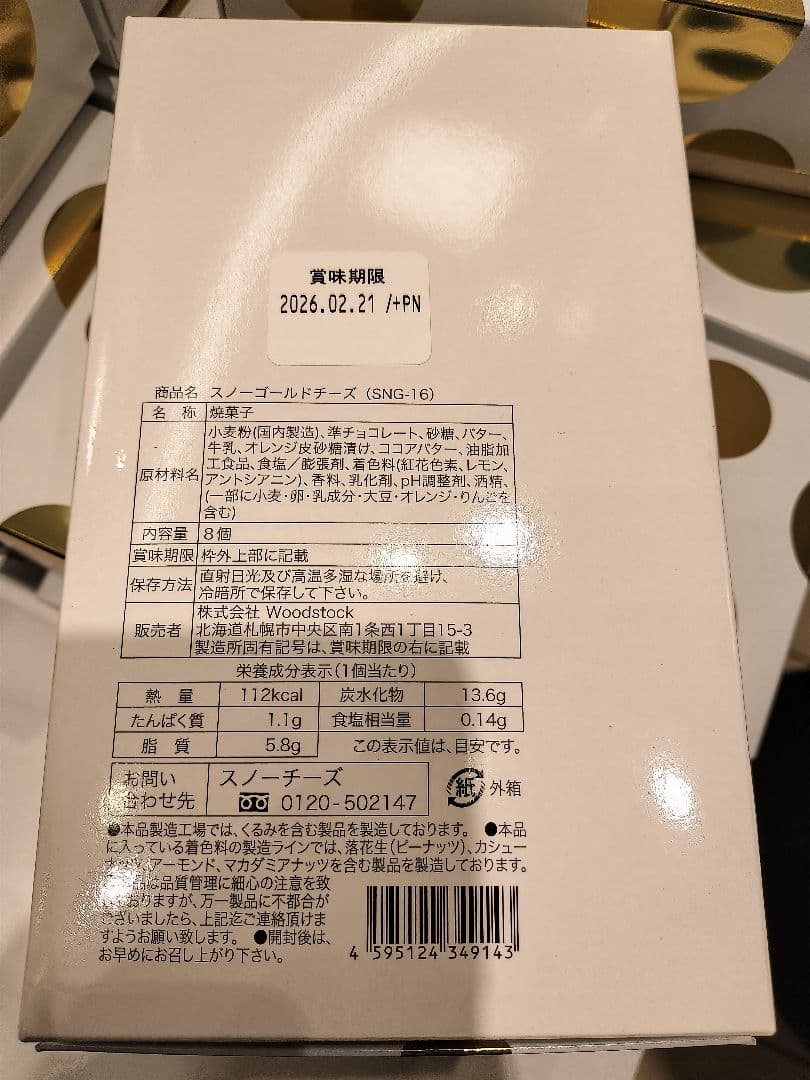 賞味期限
2026.02.21 /+PN
商品名 スノーゴールドチーズ (SNG-16)
名 称 焼菓子
原材料名 小麦粉(国内製造)、準チョコレート、砂糖、バター、
牛乳、オレンジ皮砂糖漬け、ココアバター、油脂加
工食品、食塩/膨張剤、着色料(紅花色素、レモン、
アントシアニン)、香料、乳化剤、pH調整剤、酒精、
(一部に小麦・卵・乳成分・大豆・オレンジ・りんごを
含む)
内容量 8個
賞味期限 枠外上部に記載
保存方法 直射日光及び高温多湿な場所を避け、
冷暗所で保存して下さい。
販売者 株式会社 Woodstock
北海道札幌市中央区南1条西1丁目15-3
製造所固有記号は、賞味期限の右に記載
栄養成分表示(1個当たり)
熱 量 112kcal 炭水化物 13.6g
たんぱく質 1.1g 食塩相当量 0.14g
脂 質 5.8g この表示値は、目安です。
お問い合わせ先 スノーチーズ
0120-502147
紙 外箱
●本品製造工場では、くるみを含む製品を製造しております。 ●本品
に入っている着色料の製造ラインでは、落花生(ピーナッツ)、カシュー
ナッツ、アーモンド、マカダミアナッツを含む製品を製造しております。
品は品質管理に細心の注意を致
しておりますが、万一製品に不都合が
ございましたら、上記迄ご連絡頂けま
すようお願い致します。 ●開封後は、
お早めにお召し上がり下さい。
4 595124 349143